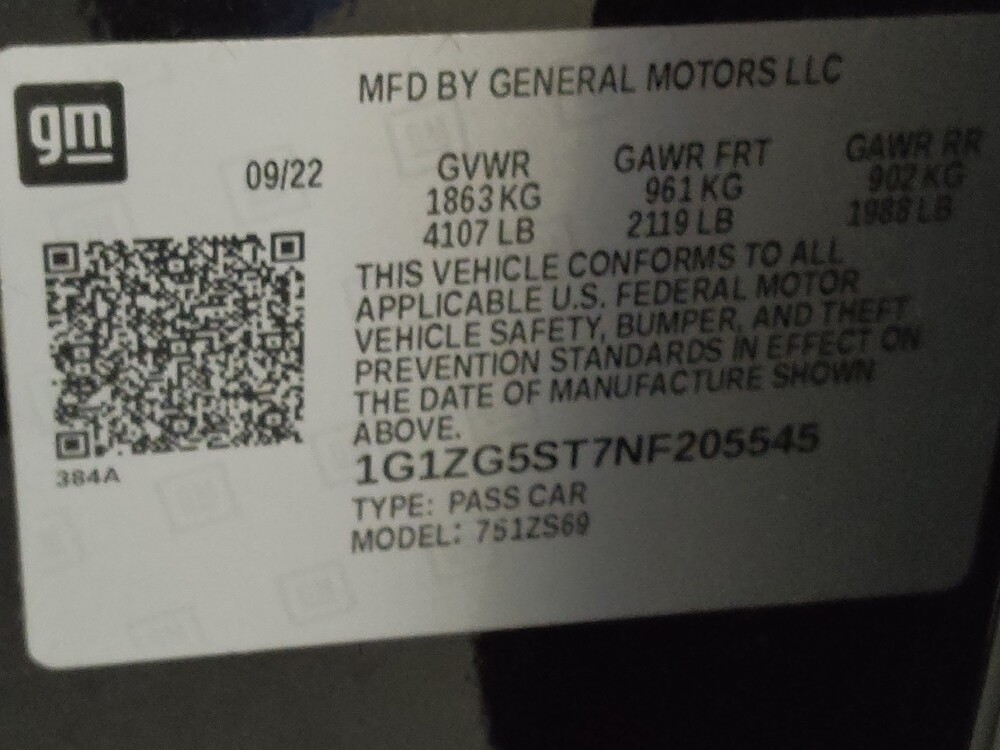 gm
MFD BY GENERAL MOTORS LLC
09/22
GVWR
1863 KG
4107 LB
GAWR FRT
961 KG
2119 LB
GAWR RR
902 KG
1988 LB
THIS VEHICLE CONFORMS TO ALL
APPLICABLE U.S. FEDERAL MOTOR
VEHICLE SAFETY, BUMPER, AND THEFT
PREVENTION STANDARDS IN EFFECT ON
THE DATE OF MANUFACTURE SHOWN
ABOVE.
384A
1G1ZG5ST7NF205545
TYPE: PASS CAR
MODEL: 751ZS69